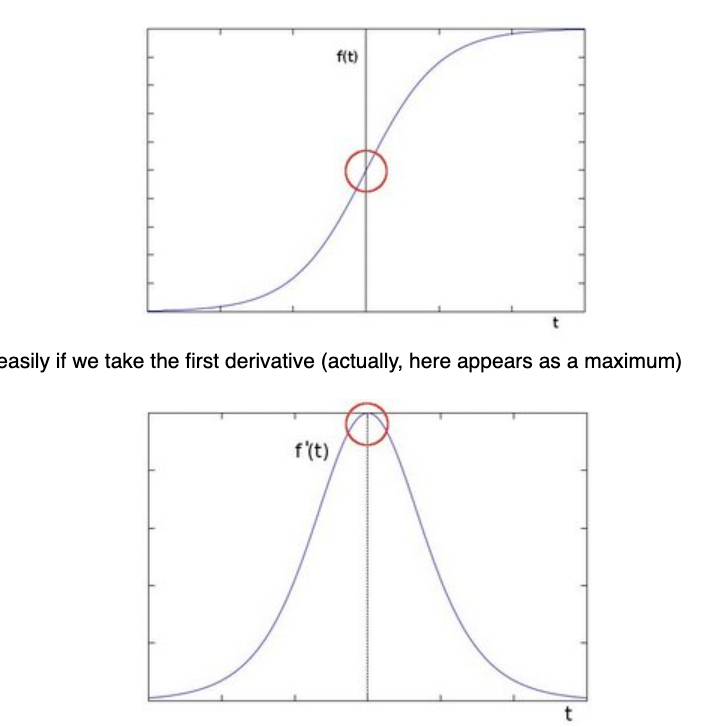 f(t)
t
easily if we take the first derivative (actually, here appears as a maximum)
f'(t)
t